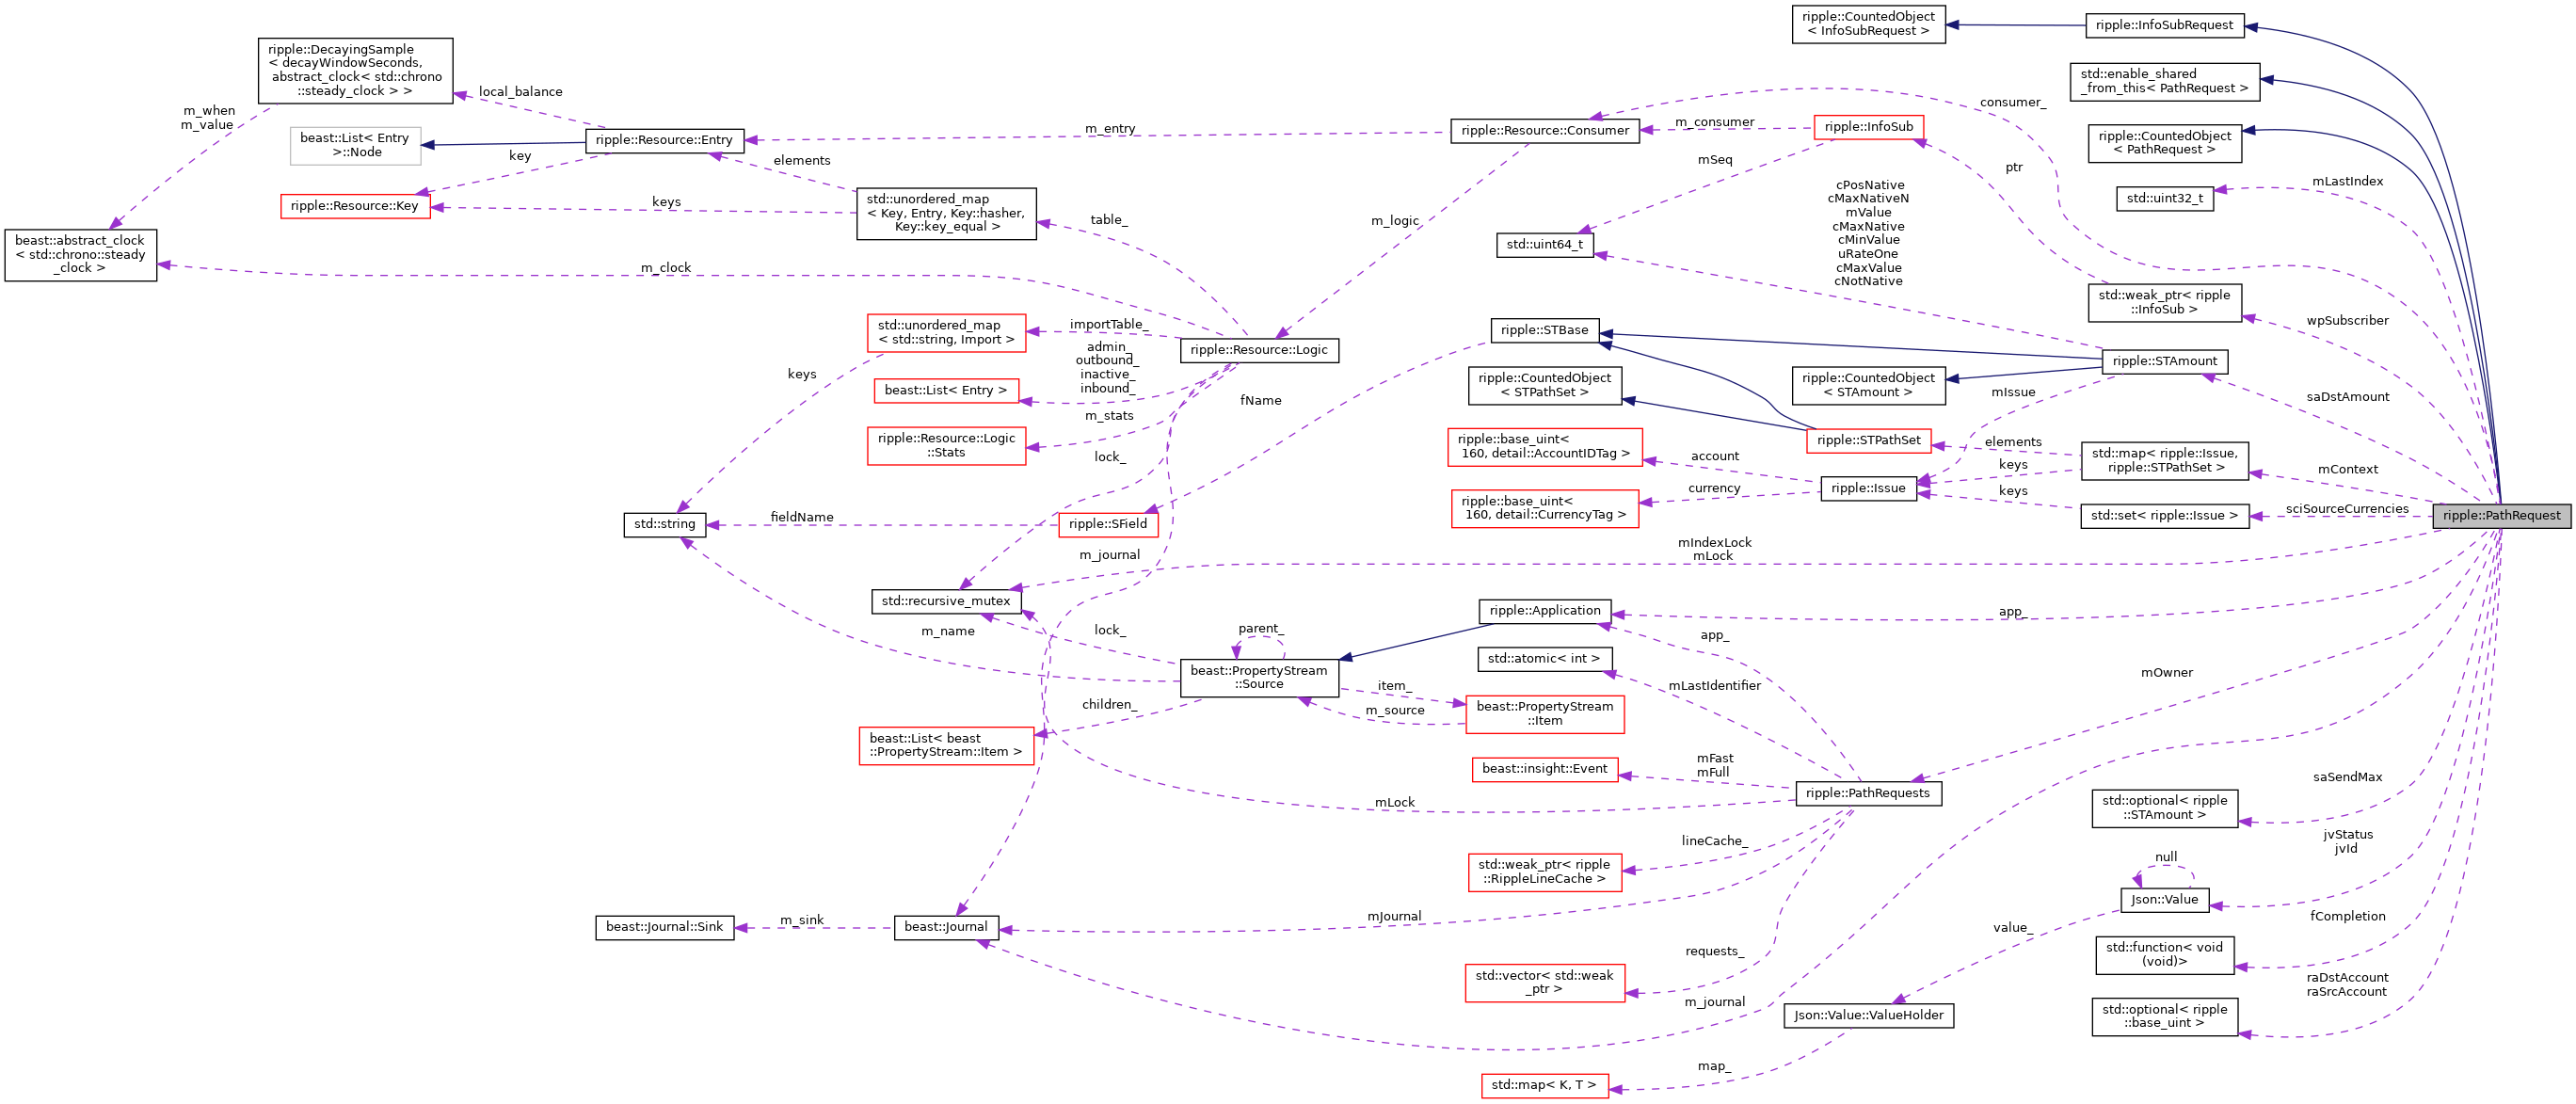 ripple::CountedObject
< InfoSubRequest >
ripple::InfoSubRequest
ripple::DecayingSample
< decayWindowSeconds,
abstract_clock< std::chrono
::steady_clock > >
std::enable_shared
_from_this< PathRequest >
local_balance
consumer_
m_when
m_value
beast::List< Entry
>::Node
ripple::Resource::Entry
m_entry
ripple::Resource::Consumer
m_consumer
ripple::InfoSub
ripple::CountedObject
< PathRequest >
key
elements
mSeq
ptr
mLastIndex
ripple::Resource::Key
keys
std::unordered_map
< Key, Entry, Key::hasher,
Key::key_equal >
table_
m_logic
cPosNative
cMaxNativeN
mValue
cMaxNative
cMinValue
uRateOne
cMaxValue
cNotNative
std::uint32_t
beast::abstract_clock
< std::chrono::steady
_clock >
std::uint64_t
m_clock
std::weak_ptr< ripple
::InfoSub >
wpSubscriber
std::unordered_map
< std::string, Import >
importTable_
ripple::Resource::Logic
ripple::STBase
ripple::STAmount
admin_
outbound_
inactive_
inbound_
keys
beast::List< Entry >
fName
ripple::CountedObject
< STPathSet >
ripple::CountedObject
< STAmount >
mIssue
saDstAmount
m_stats
ripple::Resource::Logic
::Stats
lock_
ripple::base_uint<
160, detail::AccountIDTag >
account
ripple::STPathSet
elements
keys
std::map< ripple::Issue,
ripple::STPathSet >
mContext
ripple::base_uint<
160, detail::CurrencyTag >
currency
ripple::Issue
keys
std::set< ripple::Issue >
sciSourceCurrencies
ripple::PathRequest
std::string
fieldName
ripple::SField
m_journal
mIndexLock
mLock
std::recursive_mutex
ripple::Application
app_
m_name
lock_
parent_
app_
std::atomic< int >
beast::PropertyStream
::Source
item_
m_source
mLastIdentifier
mOwner
children_
beast::PropertyStream
::Item
beast::List< beast
::PropertyStream::Item >
beast::insight::Event
mFast
mFull
mLock
ripple::PathRequests
saSendMax
std::optional< ripple
::STAmount >
lineCache_
jvStatus
jvId
std::weak_ptr< ripple
::RippleLineCache >
null
Json::Value
mJournal
fCompletion
beast::Journal::Sink
m_sink
beast::Journal
value_
requests_
std::function< void
(void)>
std::vector< std::weak
_ptr >
raDstAccount
raSrcAccount
m_journal
Json::Value::ValueHolder
std::optional< ripple
::base_uint >
map_
std::map< K, T >